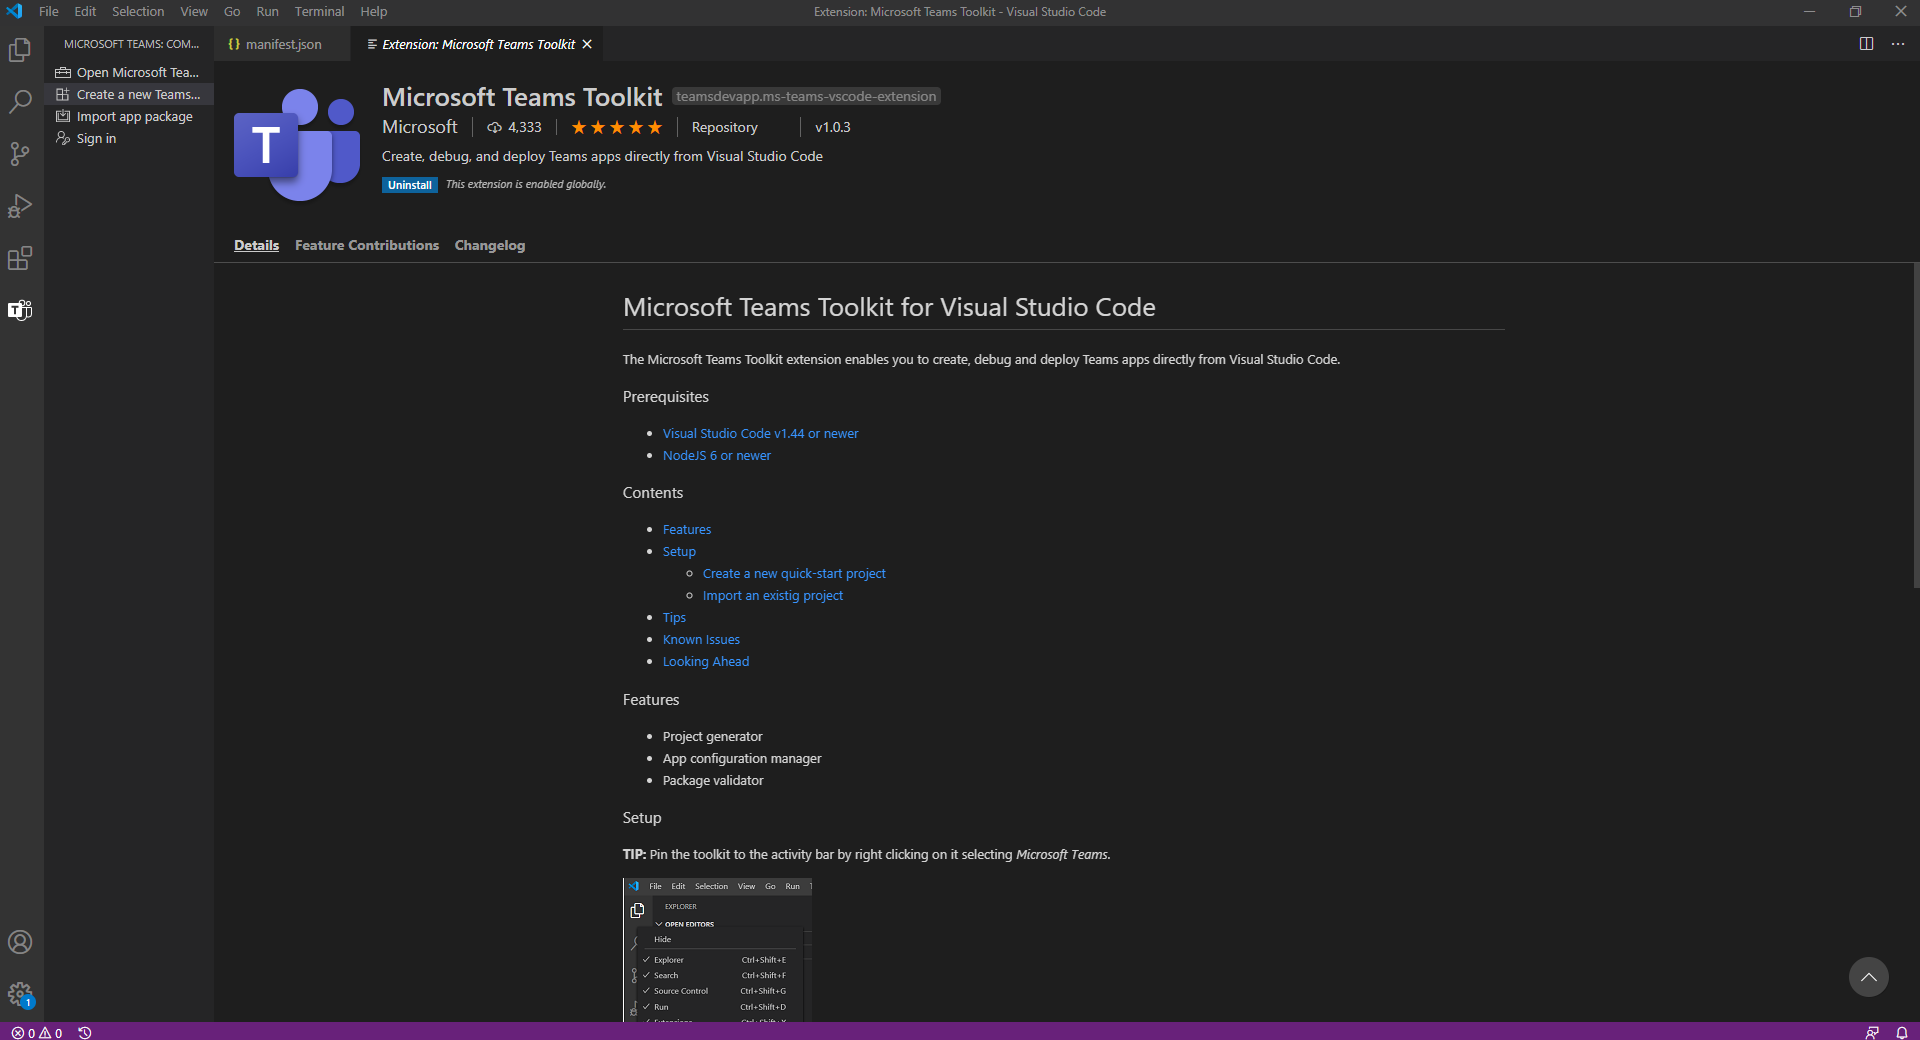 File Edit Selection View Go Run Terminal Help
Extension: Microsoft Teams Toolkit - Visual Studio Code
MICROSOFT TEAMS: COM...
Open Microsoft Tea...
Create a new Teams...
Import app package
Sign in
{} manifest.json
Extension: Microsoft Teams Toolkit
T
Microsoft Teams Toolkit teamsdevapp.ms-teams-vscode-extension
Microsoft 4,333 Repository v1.0.3
Create, debug, and deploy Teams apps directly from Visual Studio Code
Uninstall This extension is enabled globally.
Details Feature Contributions Changelog
T
Microsoft Teams Toolkit for Visual Studio Code
The Microsoft Teams Toolkit extension enables you to create, debug and deploy Teams apps directly from Visual Studio Code.
Prerequisites
• Visual Studio Code v1.44 or newer
• NodeJS 6 or newer
Contents
• Features
• Setup
◦ Create a new quick-start project
◦ Import an existig project
• Tips
• Known Issues
• Looking Ahead
Features
• Project generator
• App configuration manager
• Package validator
Setup
TIP: Pin the toolkit to the activity bar by right clicking on it selecting Microsoft Teams.
File Edit Selection View Go Run
EXPLORER
OPEN EDITORS
Hide
✓ Explorer Ctrl+Shift+E
✓ Search Ctrl+Shift+F
✓ Source Control Ctrl+Shift+G
✓ Run Ctrl+Shift+D
✓ Extensions Ctrl+Shift+X
1
0 0